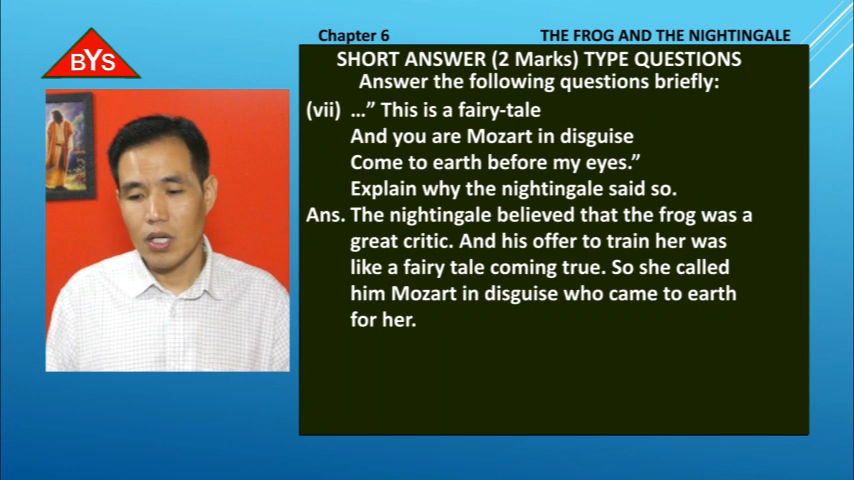 BYS
Chapter 6
THE FROG AND THE NIGHTINGALE
SHORT ANSWER (2 Marks) TYPE QUESTIONS
Answer the following questions briefly:
(vii) ...” This is a fairy-tale
And you are Mozart in disguise
Come to earth before my eyes.”
Explain why the nightingale said so.
Ans. The nightingale believed that the frog was a
great critic. And his offer to train her was
like a fairy tale coming true. So she called
him Mozart in disguise who came to earth
for her.